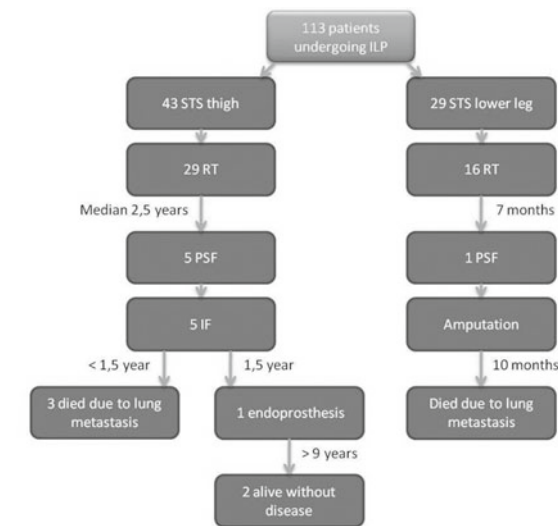 113 patients
undergoing ILP
43 STS thigh
29 STS lower leg
29 RT
16 RT
Median 2,5 years
7 months
5 PSF
1 PSF
5 IF
Amputation
< 1,5 year
1,5 year
10 months
3 died due to lung
metastasis
1 endoprosthesis
Died due to lung
metastasis
> 9 years
2 alive without
disease